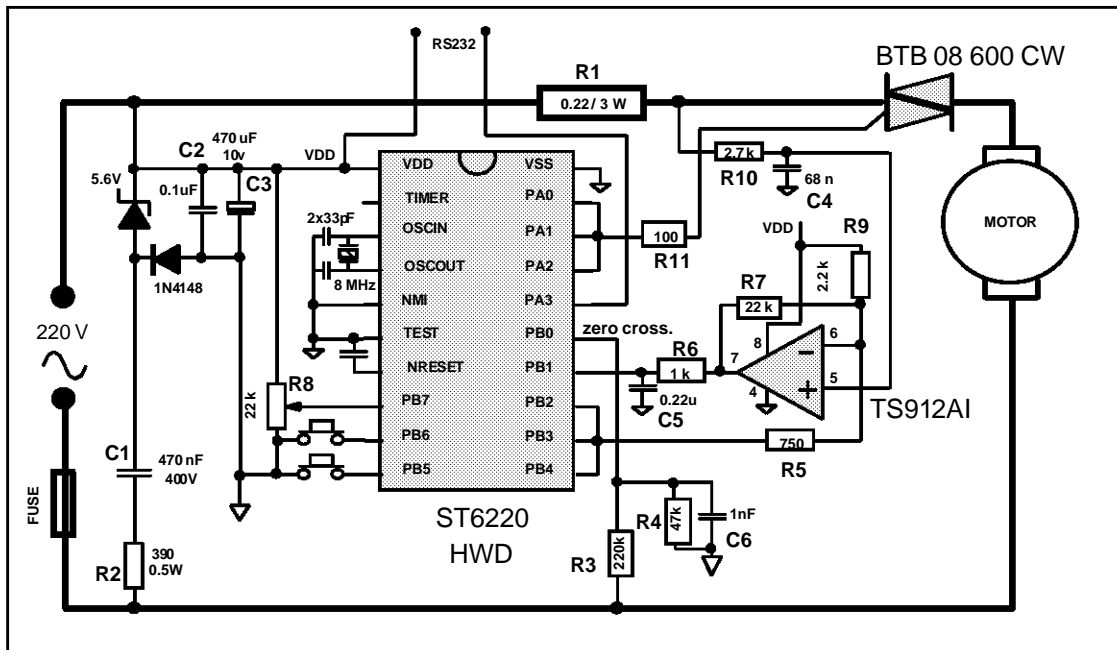 RS232
BTB 08 600 CW
R1
0.22 / 3 W
470 uF
10v
C2
C3
VDD
5.6V
0.1uF
1N4148
2x33pF
8 MHz
VDD
TIMER
OSCIN
OSCOUT
NMI
TEST
NRESET
PB7
PB6
PB5
VSS
PA0
PA1
PA2
PA3
PB0
PB1
PB2
PB3
PB4
ST6220
HWD
100
R11
2.7 k
R10
68 n
C4
VDD
R9
2.2 k
R7
22 k
zero cross.
R6
1 k
0.22u
C5
7
8
4
6
5
TS912AI
750
R5
MOTOR
220 V
FUSE
C1
470 nF
400V
R2
390
0.5W
R8
22 k
R3
220k
R4
47k
1nF
C6